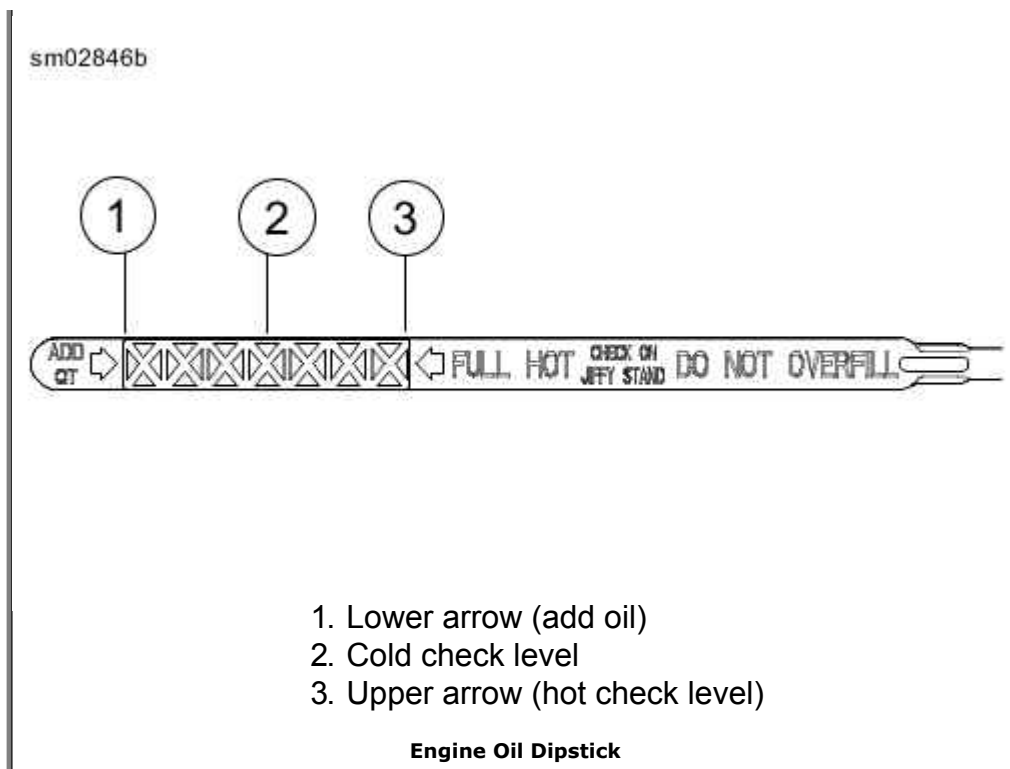 sm02846b
1 2 3
ADD QT FULL HOT CHECK ON JIFFY STAND DO NOT OVERFILL
1. Lower arrow (add oil)
2. Cold check level
3. Upper arrow (hot check level)
Engine Oil Dipstick